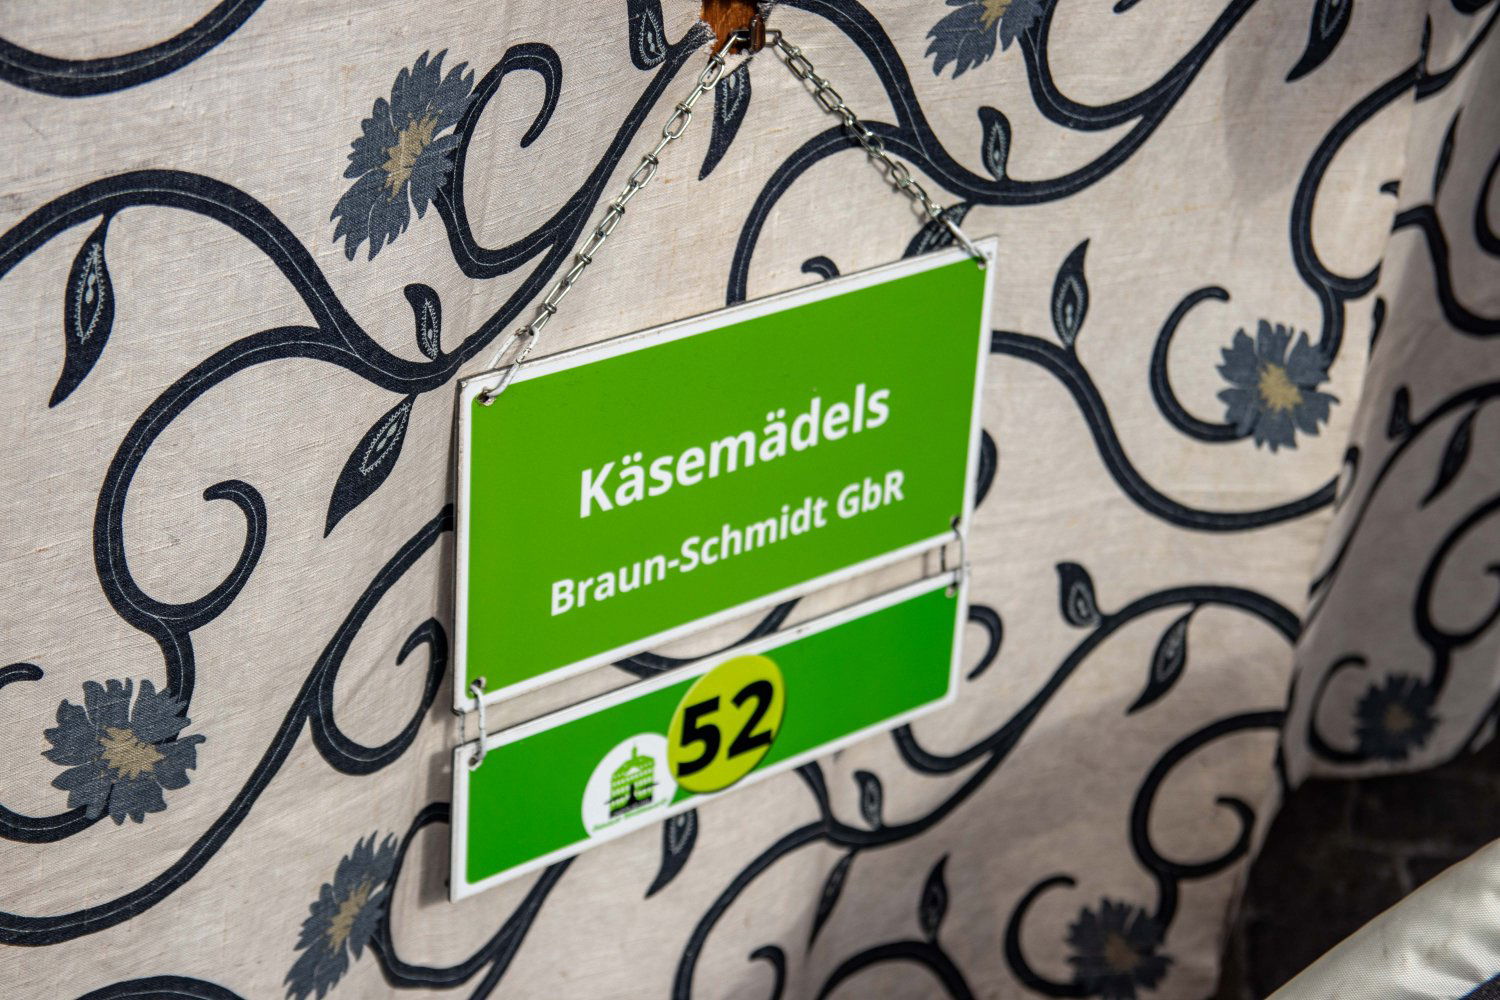 Käsemädels
Braun-Schmidt GbR
52